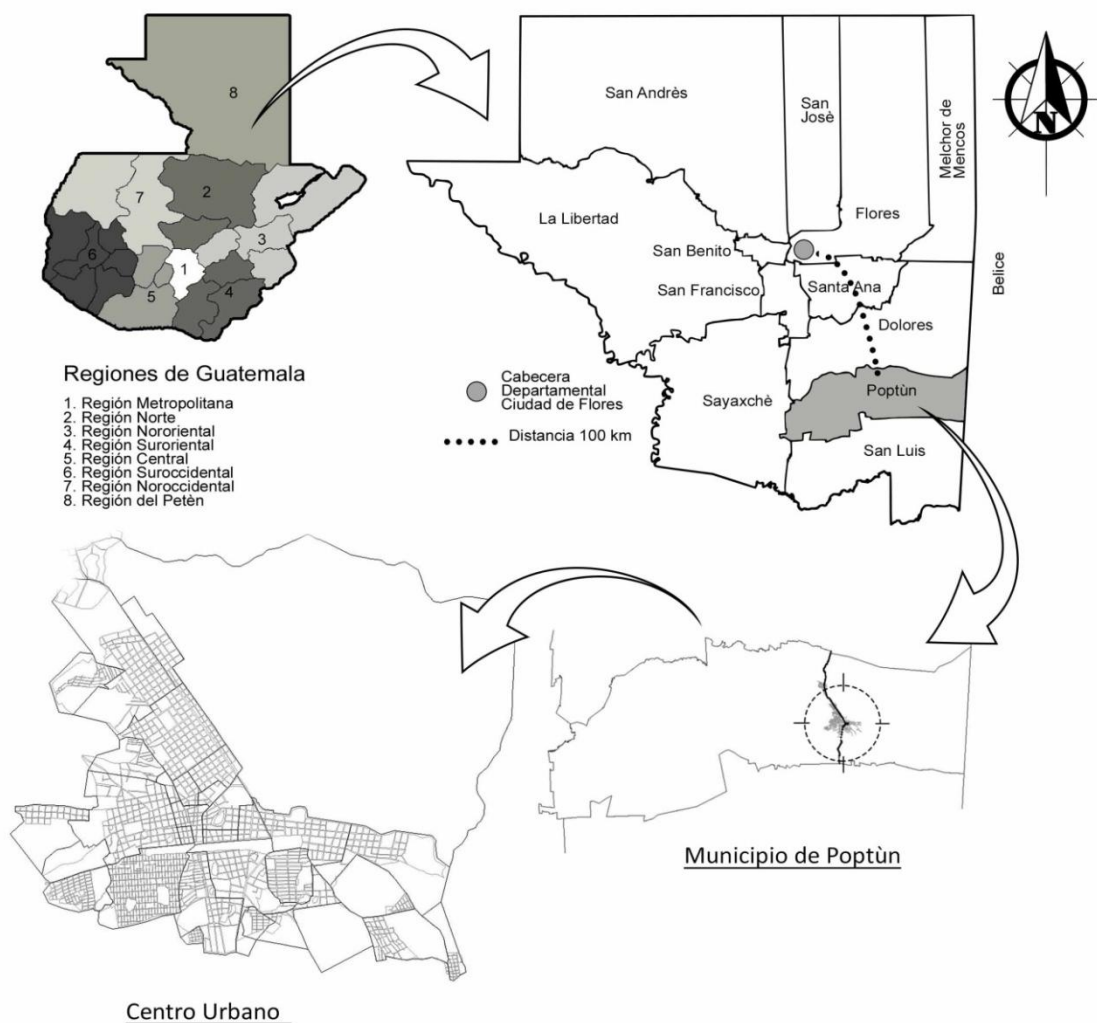 8
7
2
3
6
1
5
4
Regiones de Guatemala
1. Región Metropolitana
2. Región Norte
3. Región Nororiental
4. Región Suroriental
5. Región Central
6. Región Suroccidental
7. Región Noroccidental
8. Región del Petèn
San Andrès
San
Josè
Melchor de
Mencos
N
La Libertad
Flores
San Benito
San Francisco
Santa Ana
Belice
Dolores
Cabecera
Departamental
Ciudad de Flores
Distancia 100 km
Sayaxchè
Poptùn
San Luis
Municipio de Poptùn
Centro Urbano